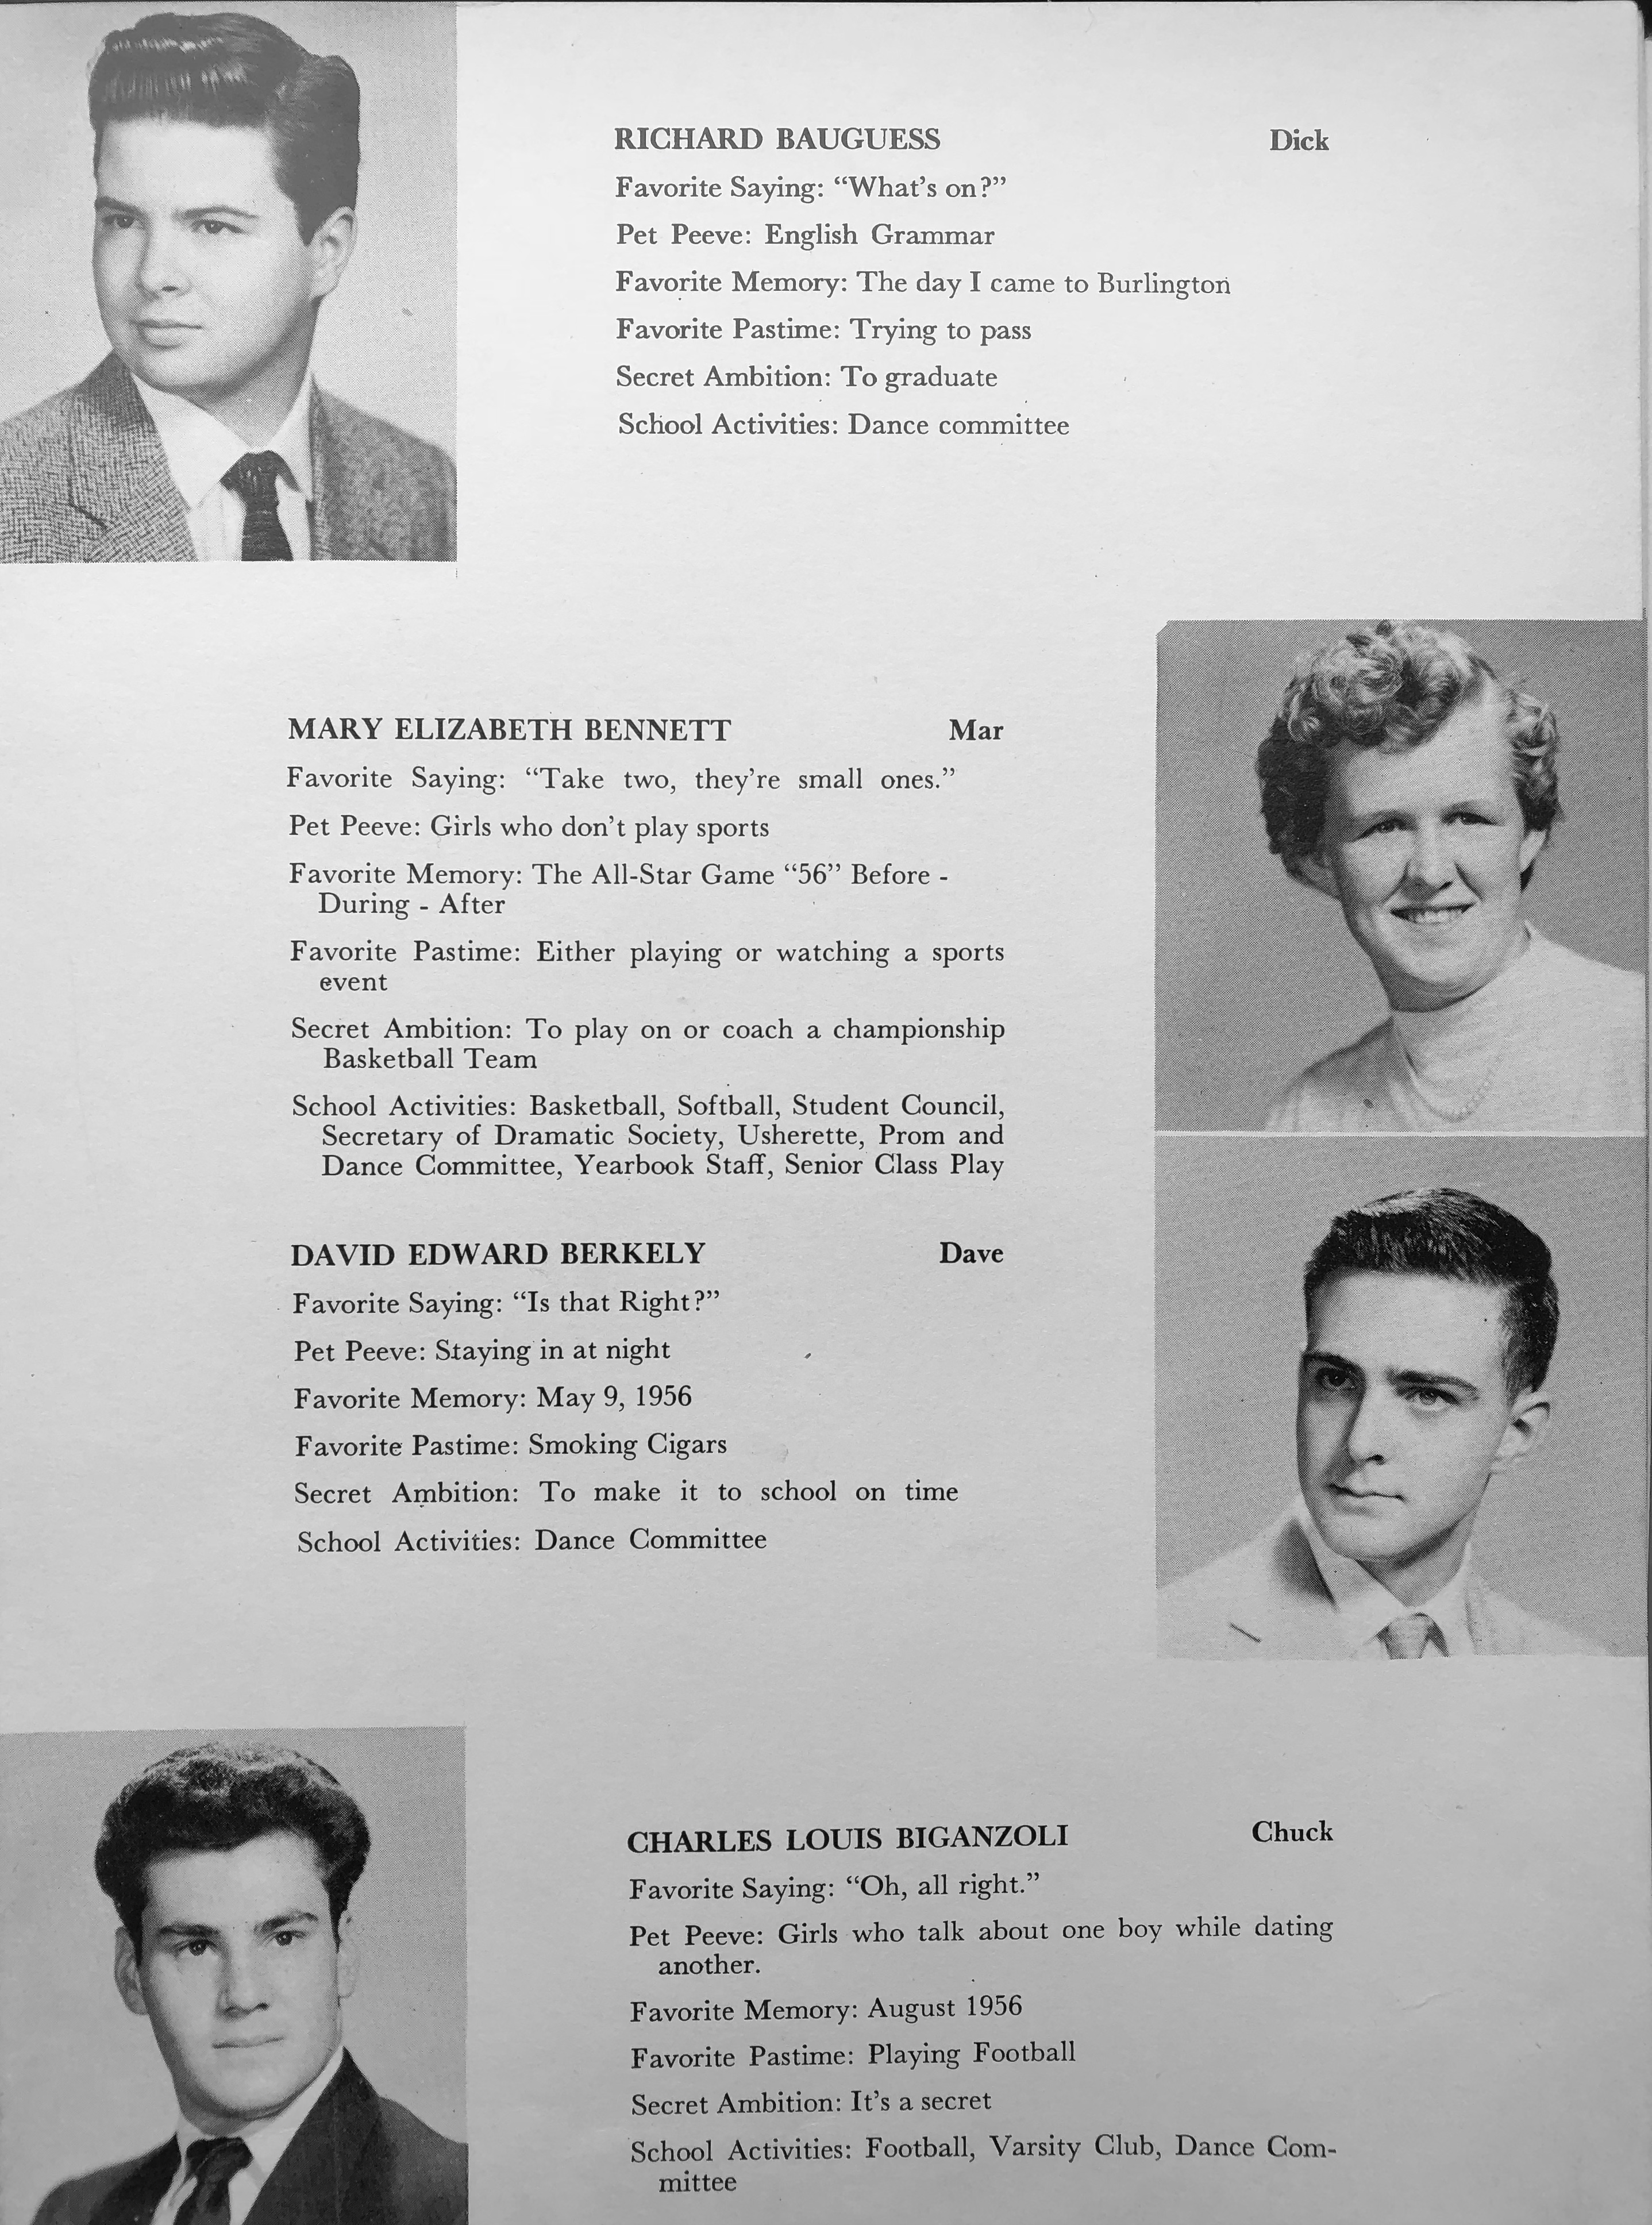 RICHARD BAUGUESS Dick
Favorite Saying: “What’s on?”
Pet Peeve: English Grammar
Favorite Memory: The day I came to Burlington
Favorite Pastime: Trying to pass
Secret Ambition: To graduate
School Activities: Dance committee
MARY ELIZABETH BENNETT Mar
Favorite Saying: “Take two, they’re small ones.”
Pet Peeve: Girls who don’t play sports
Favorite Memory: The All-Star Game “56” Before -
During - After
Favorite Pastime: Either playing or watching a sports
event
Secret Ambition: To play on or coach a championship
Basketball Team
School Activities: Basketball, Softball, Student Council,
Secretary of Dramatic Society, Usherette, Prom and
Dance Committee, Yearbook Staff, Senior Class Play
DAVID EDWARD BERKELY Dave
Favorite Saying: “Is that Right?”
Pet Peeve: Staying in at night
Favorite Memory: May 9, 1956
Favorite Pastime: Smoking Cigars
Secret Ambition: To make it to school on time
School Activities: Dance Committee
CHARLES LOUIS BIGANZOLI Chuck
Favorite Saying: “Oh, all right.”
Pet Peeve: Girls who talk about one boy while dating
another.
Favorite Memory: August 1956
Favorite Pastime: Playing Football
Secret Ambition: It’s a secret
School Activities: Football, Varsity Club, Dance Com-
mittee